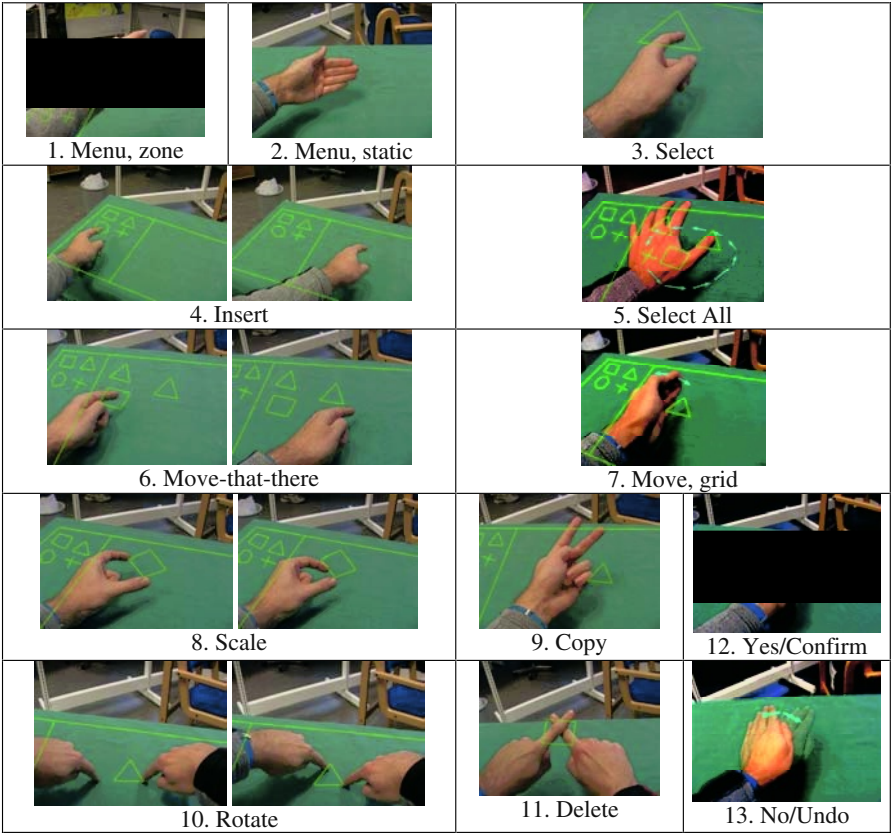 1. Menu, zone
2. Menu, static
3. Select
4. Insert
5. Select All
6. Move-that-there
7. Move, grid
8. Scale
9. Copy
12. Yes/Confirm
10. Rotate
11. Delete
13. No/Undo